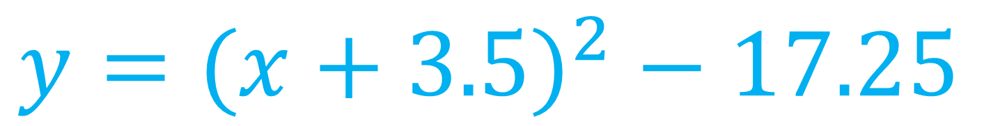 y = (x + 3.5)² − 17.25